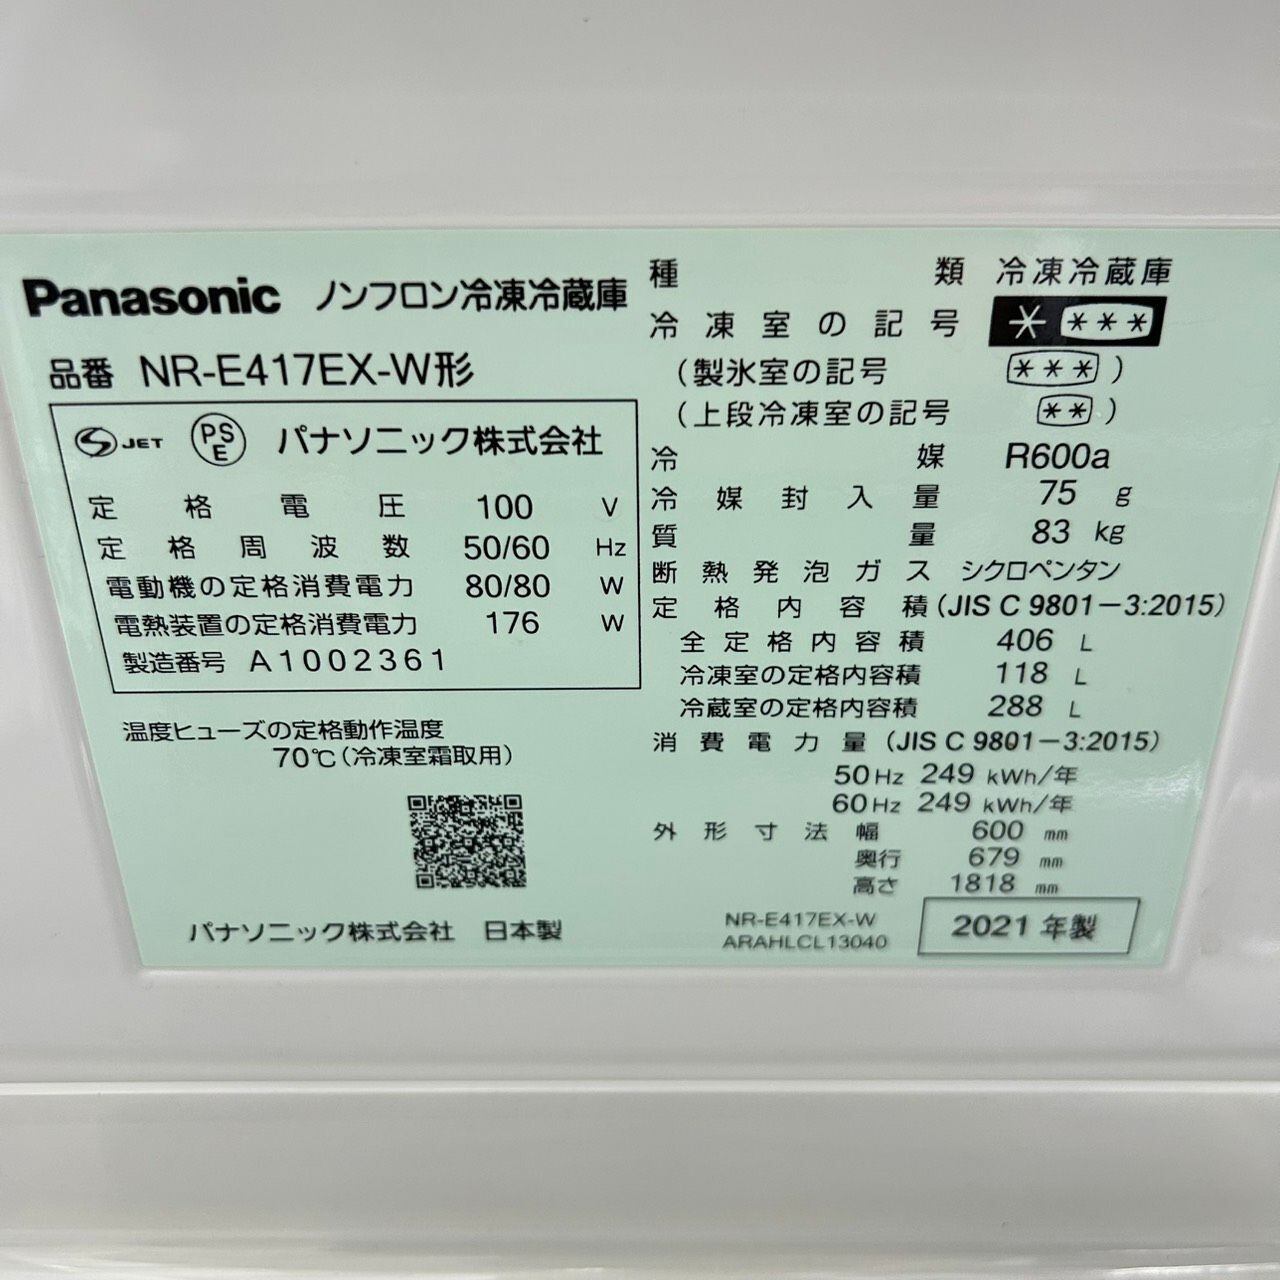 Panasonic ノンフロン冷凍冷蔵庫
品番 NR-E417EX-W形
S JET PSE パナソニック株式会社
定格電圧 100 V
定格周波数 50/60 Hz
電動機の定格消費電力 80/80 W
電熱装置の定格消費電力 176 W
製造番号 A1002361
温度ヒューズの定格動作温度
70℃(冷凍室霜取用)
パナソニック株式会社 日本製
種類 冷凍冷蔵庫
冷凍室の記号 * ***
(製氷室の記号 ***)
(上段冷凍室の記号 **)
冷媒 R600a
冷媒封入量 75 g
質量 83 kg
断熱発泡ガス シクロペンタン
定格内容積(JIS C 9801-3:2015)
全定格内容積 406 L
冷凍室の定格内容積 118 L
冷蔵室の定格内容積 288 L
消費電力量(JIS C 9801-3:2015)
50Hz 249 kWh/年
60Hz 249 kWh/年
外形寸法幅 600 mm
奥行 679 mm
高さ 1818 mm
NR-E417EX-W
ARAHLCL13040
2021年製